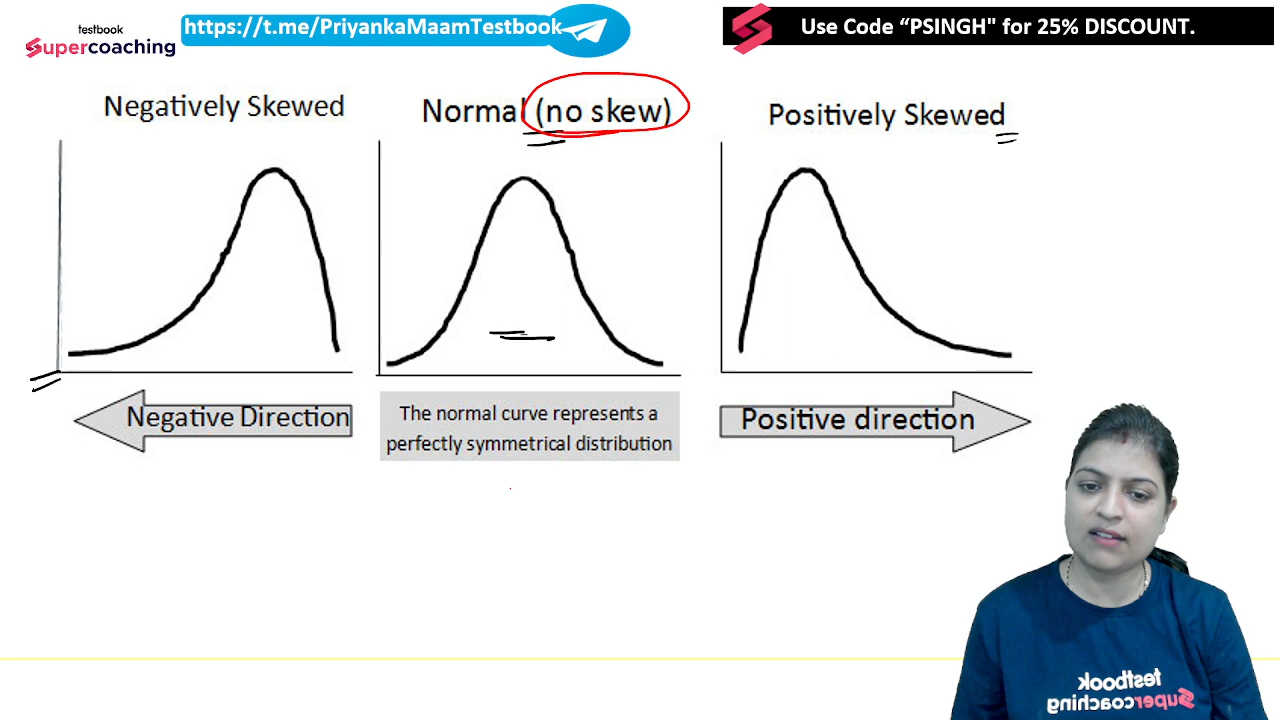 testbook
Supercoaching
https://t.me/PriyankaMaamTestbook
Use Code “PSINGH" for 25% DISCOUNT.
Negatively Skewed
Normal (no skew)
Positively Skewed
Negative Direction
The normal curve represents a
perfectly symmetrical distribution
Positive direction
testbook
Supercoaching